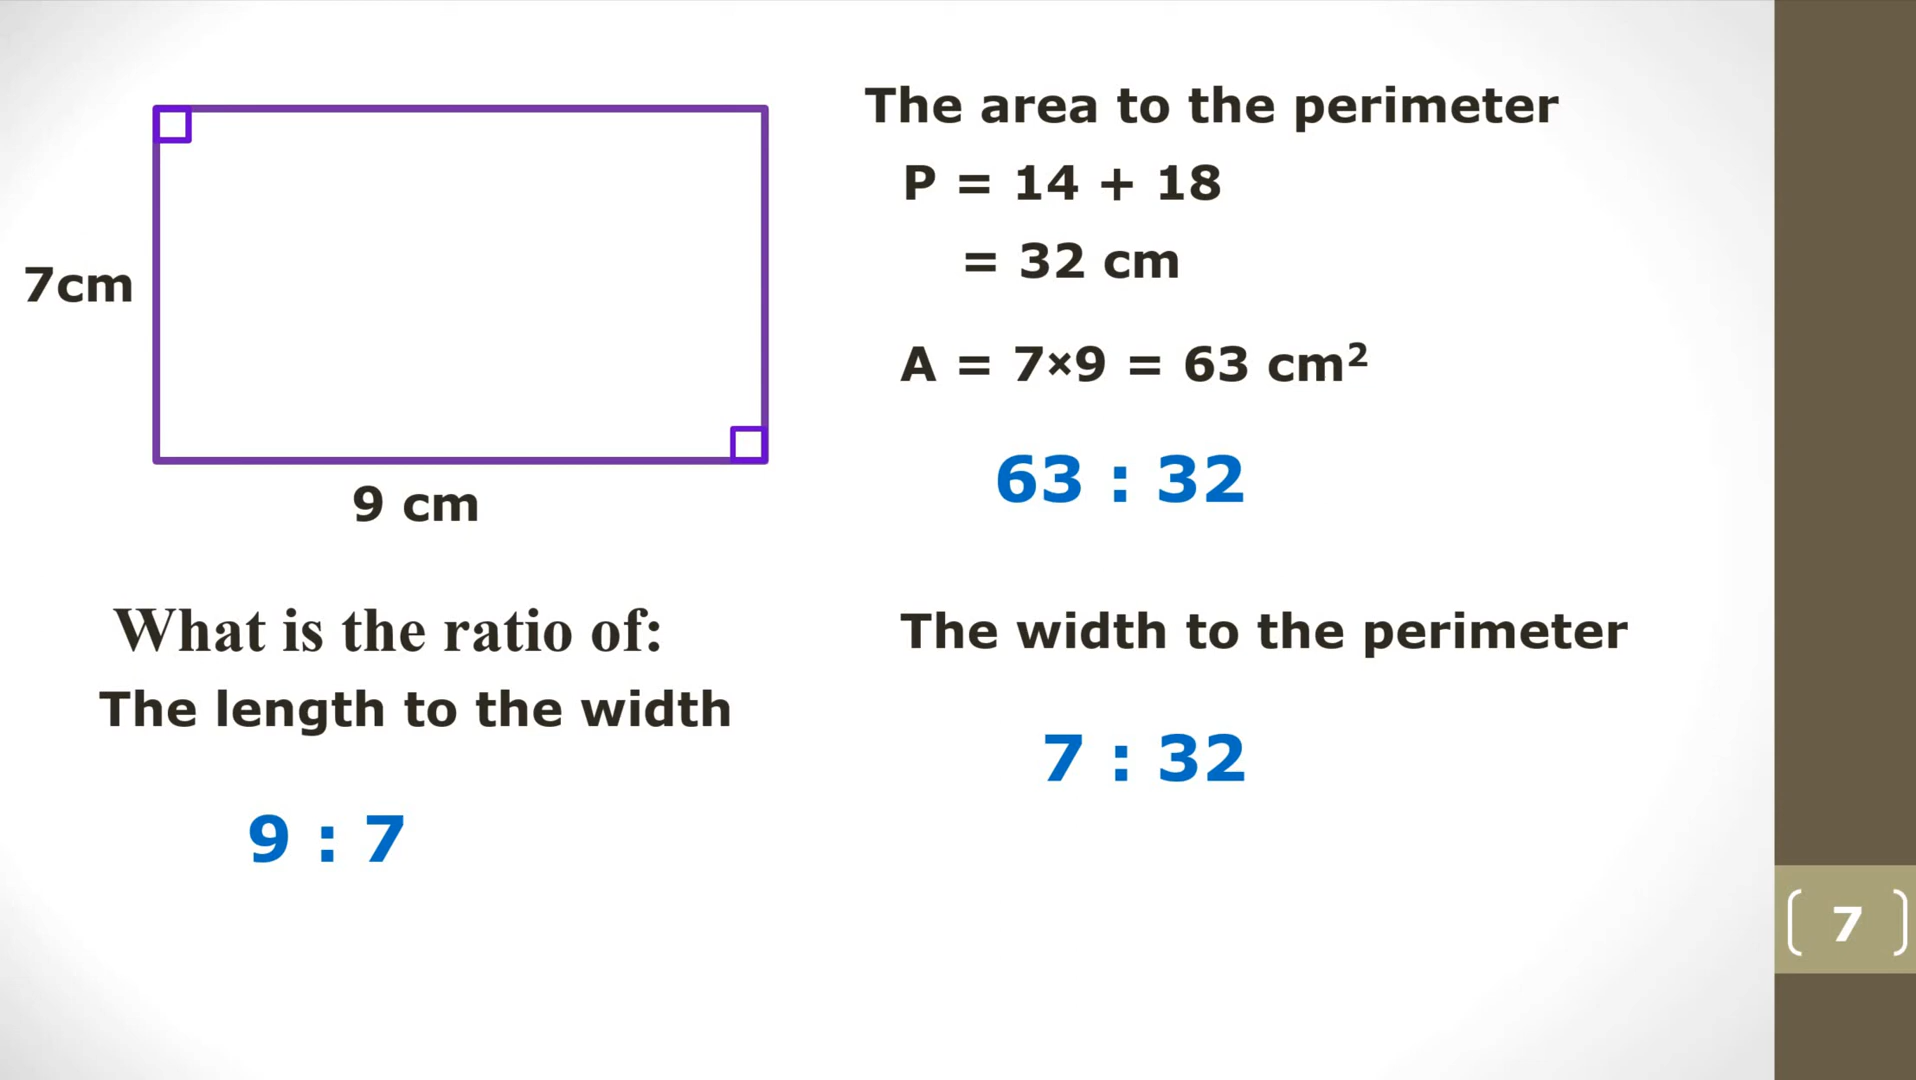 7cm
9 cm
What is the ratio of:
The length to the width
9 : 7
The area to the perimeter
P = 14 + 18
= 32 cm
A = 7×9 = 63 cm²
63 : 32
The width to the perimeter
7 : 32
7